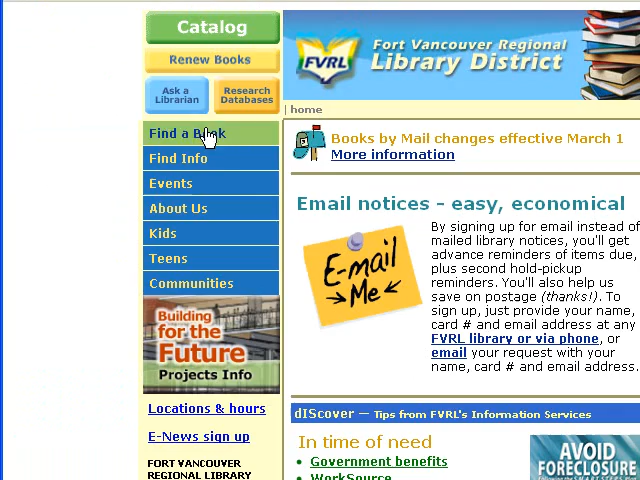 Catalog
Renew Books
Ask a
Librarian
Research
Databases
Find a Book
Find Info
Events
About Us
Kids
Teens
Communities
Building
for the
Future
Projects Info
Locations & hours
E-News sign up
FORT VANCOUVER
REGIONAL LIBRARY
FVRL
Fort Vancouver Regional
Library District
| home
Books by Mail changes effective March 1
More information
Email notices - easy, economical
E-mail
Me
By signing up for email instead of
mailed library notices, you'll get
advance reminders of items due,
plus second hold-pickup
reminders. You'll also help us
save on postage (thanks!). To
sign up, just provide your name,
card # and email address at any
FVRL library or via phone, or
email your request with your
name, card # and email address.
dIScover — Tips from FVRL's Information Services
In time of need
Government benefits
WorkSource
AVOID
FORECLOSURE